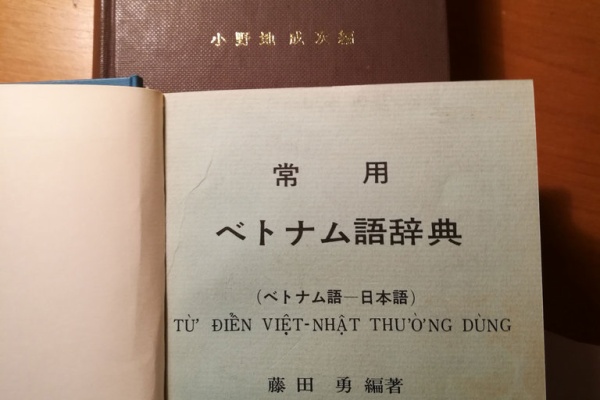 小野地 成次編
常 用
ベトナム語辞典
(ベトナム語―日本語)
TỪ ĐIỂN VIỆT-NHẬT THƯỜNG DÙNG
藤田 勇 編著